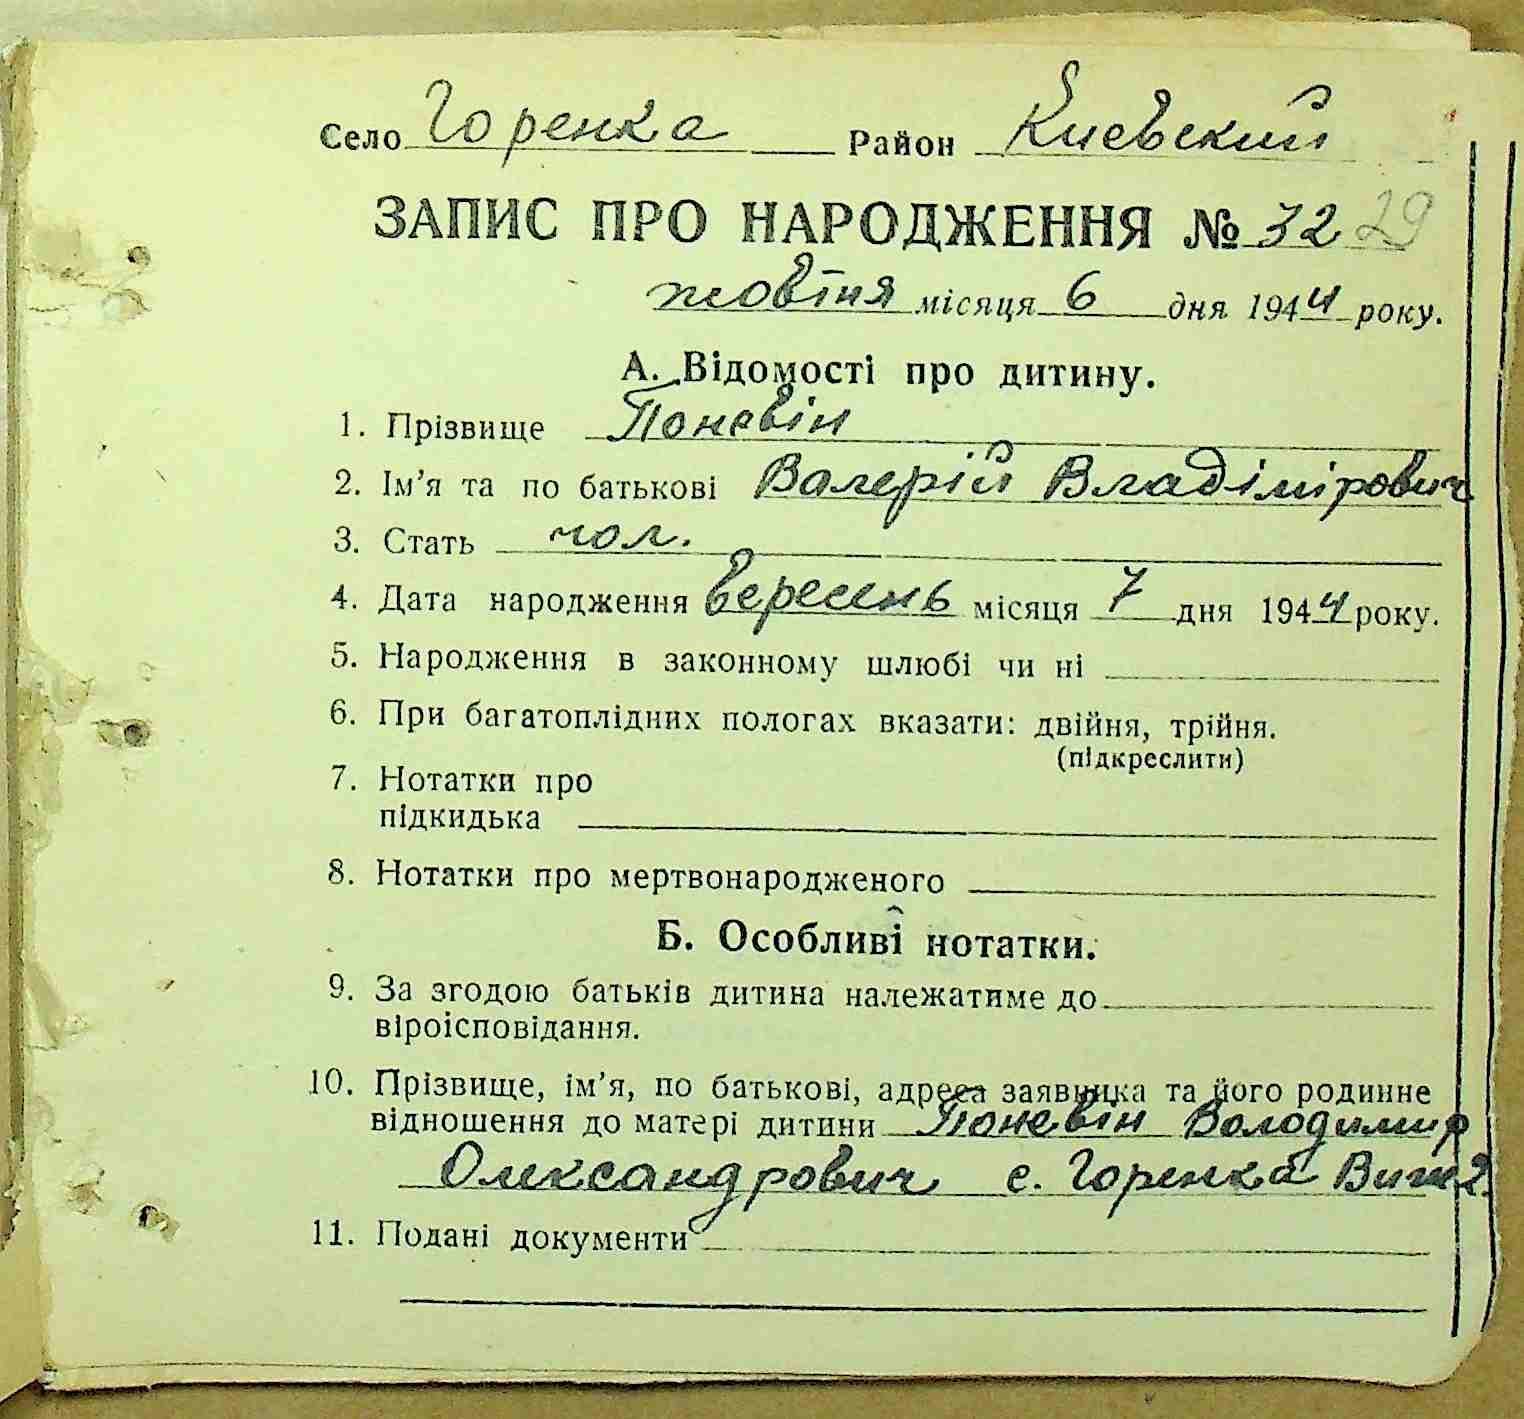 Село Горенка Район Киевский
ЗАПИС ПРО НАРОДЖЕННЯ № 32 29
жовтня місяця 6 дня 1944 року.
А. Відомості про дитину.
1. Прізвище Поневін
2. Ім'я та по батькові Валерій Владімірович
3. Стать чол.
4. Дата народження вересень місяця 7 дня 1944 року.
5. Народження в законному шлюбі чи ні
6. При багатоплідних пологах вказати: двійня, трійня.
(підкреслити)
7. Нотатки про
підкидька
8. Нотатки про мертвонародженого
Б. Особливі нотатки.
9. За згодою батьків дитина належатиме до
віроісповідання.
10. Прізвище, ім'я, по батькові, адреса заявника та його родинне
відношення до матері дитини Поневін Володимир
Олександрович с. Горенка
11. Подані документи